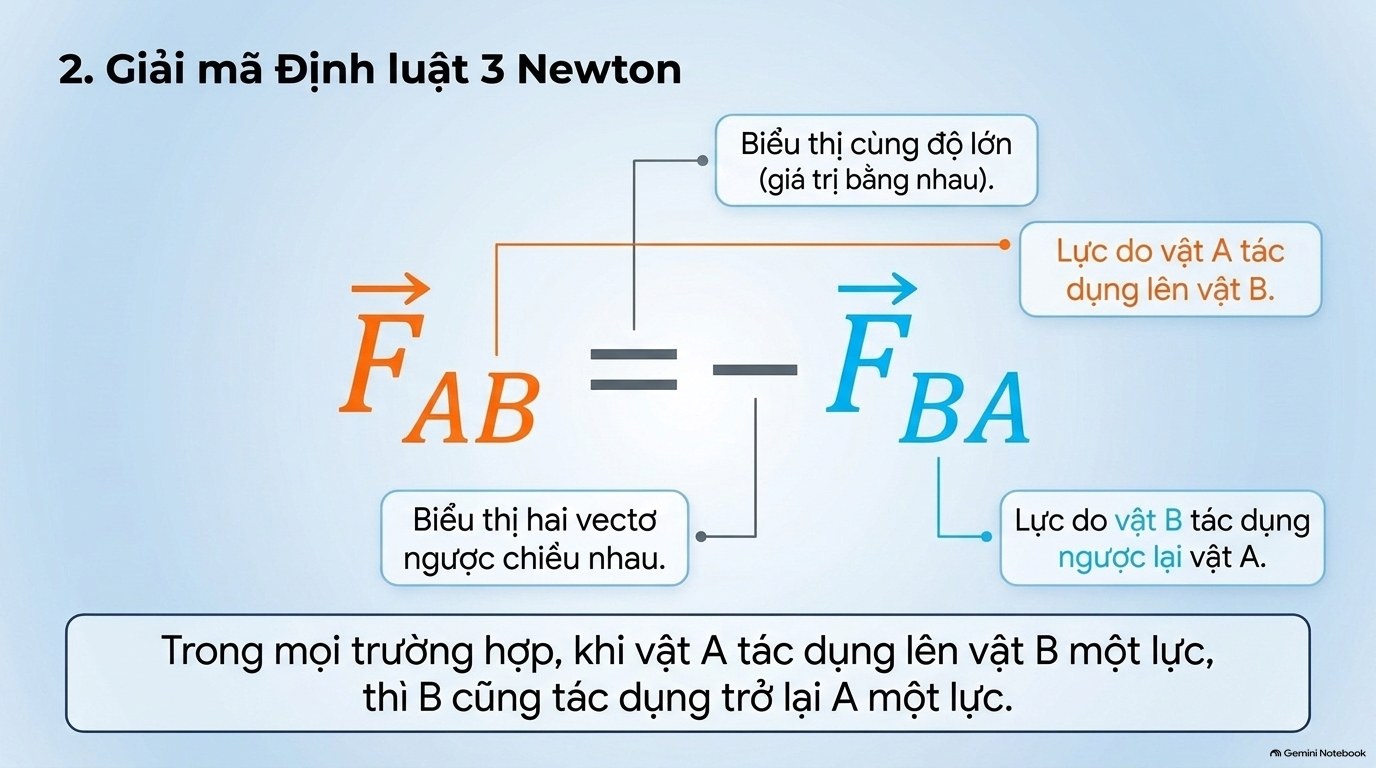 2. Giải mã Định luật 3 Newton
Biểu thị cùng độ lớn
(giá trị bằng nhau).
Lực do vật A tác
dụng lên vật B.
F⃗_AB = − F⃗_BA
Biểu thị hai vectơ
ngược chiều nhau.
Lực do vật B tác dụng
ngược lại vật A.
Trong mọi trường hợp, khi vật A tác dụng lên vật B một lực,
thì B cũng tác dụng trở lại A một lực.
Gemini Notebook